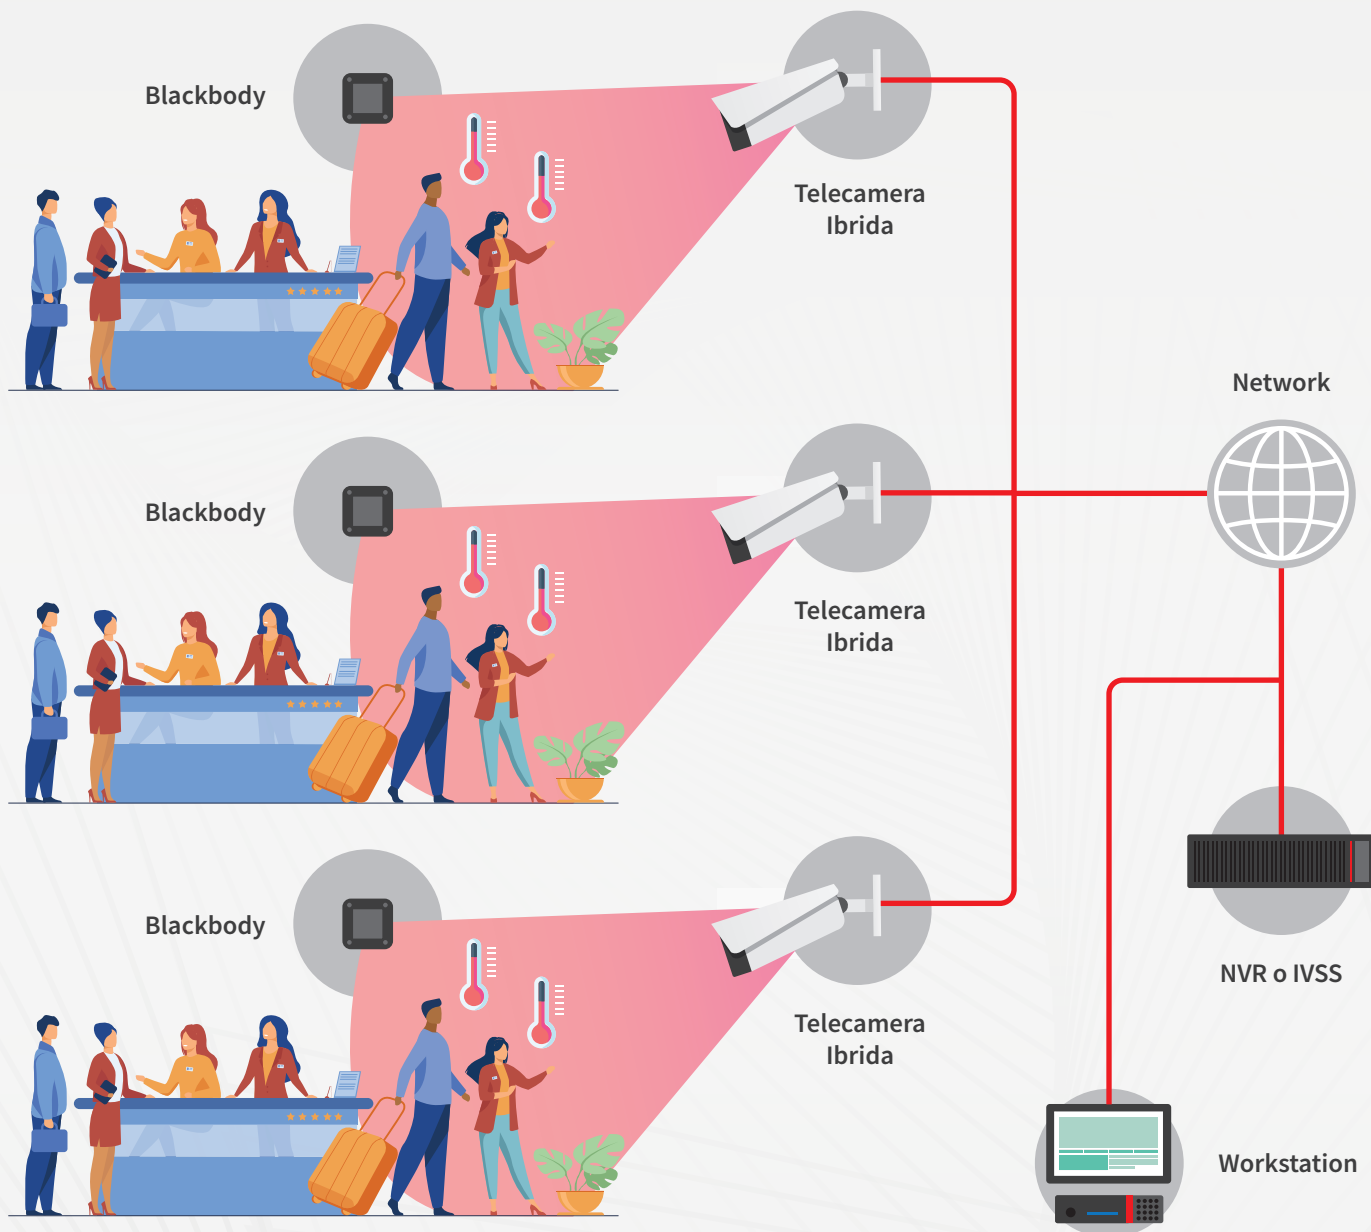 Blackbody
Telecamera
Ibrida
Network
Blackbody
Telecamera
Ibrida
Blackbody
NVR o IVSS
Telecamera
Ibrida
Workstation